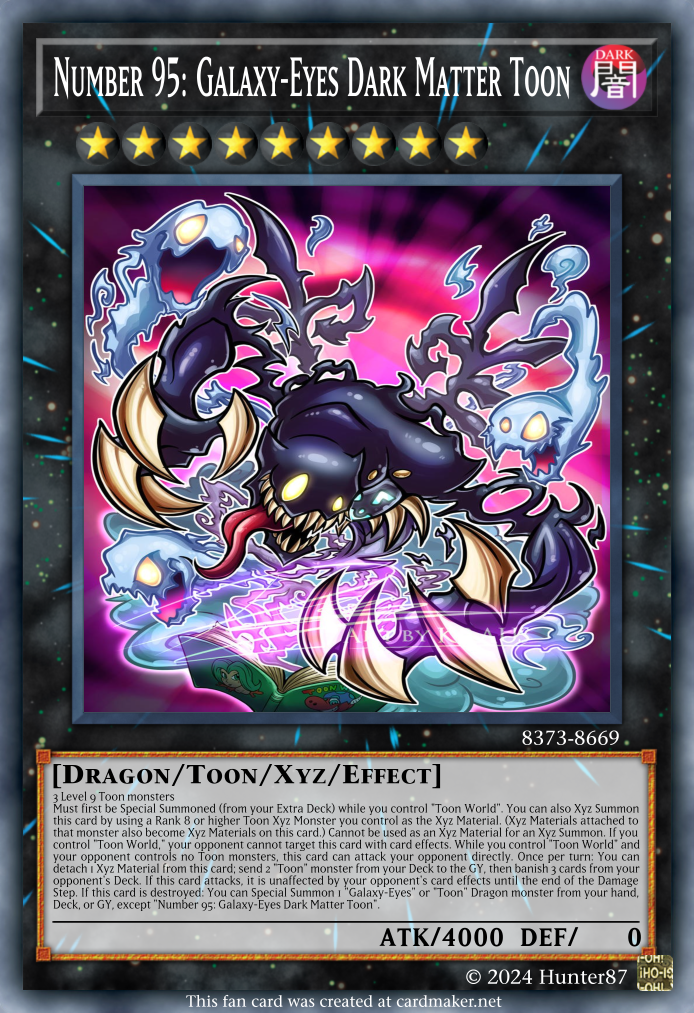 Number 95: Galaxy-Eyes Dark Matter Toon
DARK
闇
BY
TOON
8373-8669
[Dragon/Toon/Xyz/Effect]
3 Level 9 Toon monsters
Must first be Special Summoned (from your Extra Deck) while you control "Toon World". You can also Xyz Summon
this card by using a Rank 8 or higher Toon Xyz Monster you control as the Xyz Material. (Xyz Materials attached to
that monster also become Xyz Materials on this card.) Cannot be used as an Xyz Material for an Xyz Summon. If you
control "Toon World," your opponent cannot target this card with card effects. While you control "Toon World" and
your opponent controls no Toon monsters, this card can attack your opponent directly. Once per turn: You can
detach 1 Xyz Material from this card; send 2 "Toon" monster from your Deck to the GY, then banish 3 cards from your
opponent's Deck. If this card attacks, it is unaffected by your opponent's card effects until the end of the Damage
Step. If this card is destroyed: You can Special Summon 1 "Galaxy-Eyes" or "Toon" Dragon monster from your hand,
Deck, or GY, except "Number 95: Galaxy-Eyes Dark Matter Toon".
ATK/4000 DEF/ 0
© 2024 Hunter87
This fan card was created at cardmaker.net